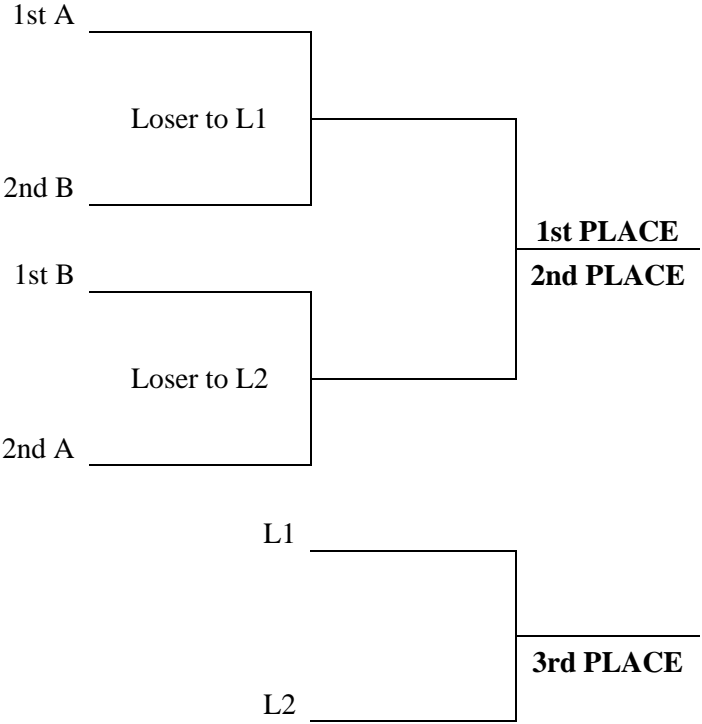 1st A
Loser to L1
2nd B
1st PLACE
2nd PLACE
1st B
Loser to L2
2nd A
L1
3rd PLACE
L2